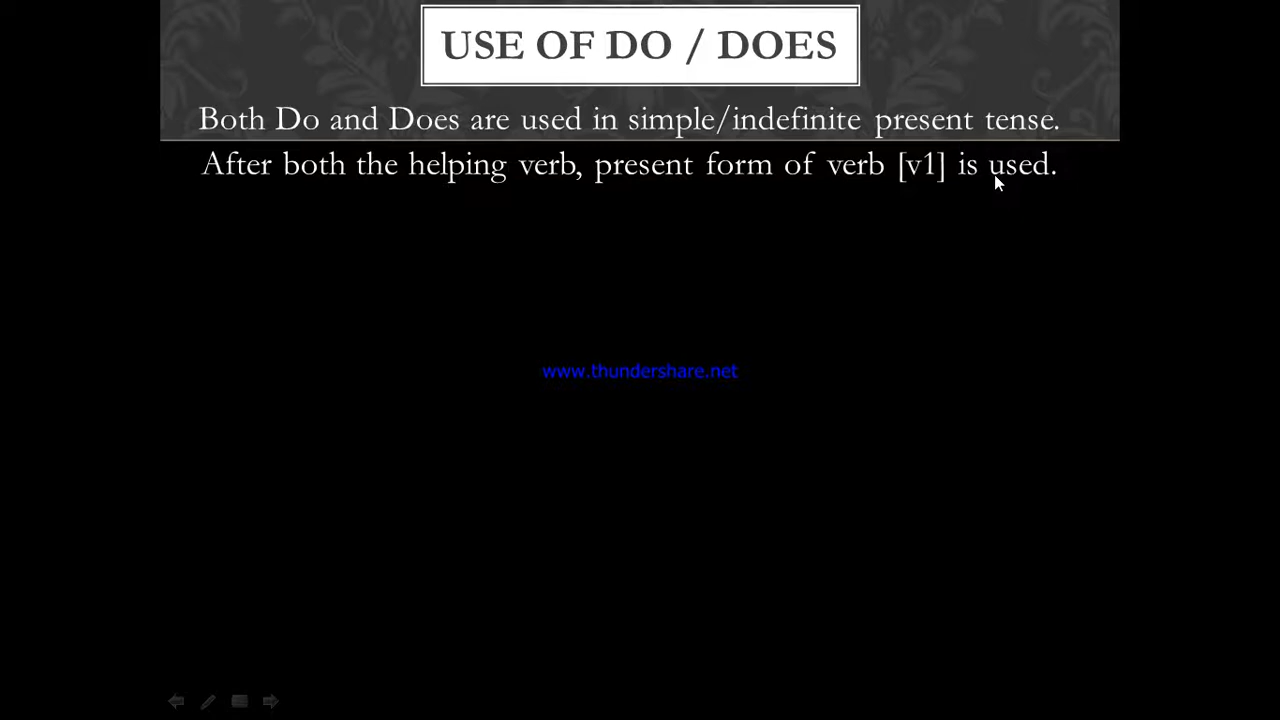 USE OF DO / DOES
Both Do and Does are used in simple/indefinite present tense.
After both the helping verb, present form of verb [v1] is used.
www.thundershare.net